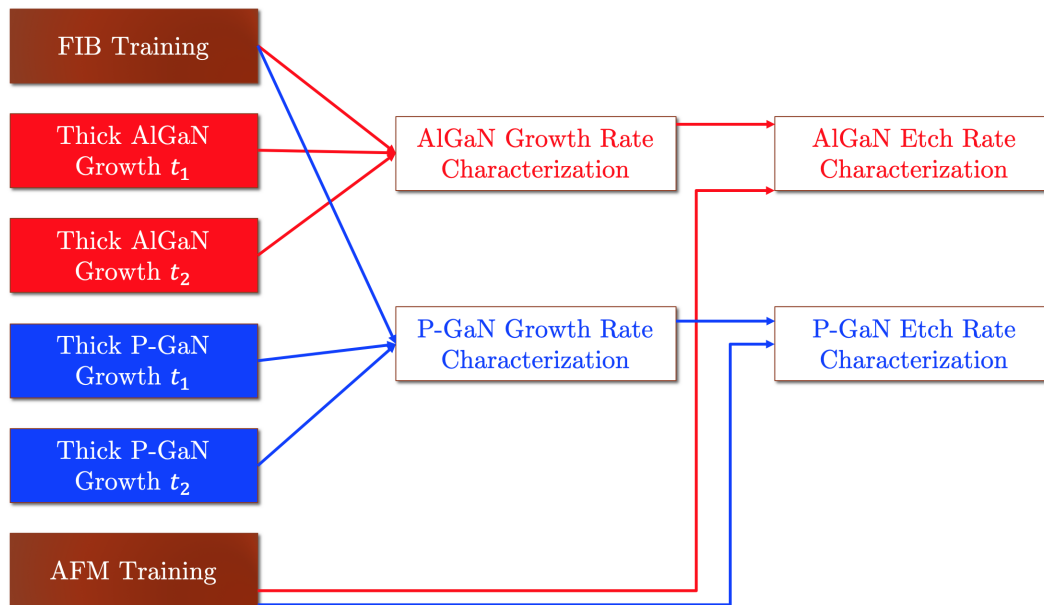 FIB Training
Thick AlGaN
Growth t₁
Thick AlGaN
Growth t₂
Thick P-GaN
Growth t₁
Thick P-GaN
Growth t₂
AFM Training
AlGaN Growth Rate
Characterization
P-GaN Growth Rate
Characterization
AlGaN Etch Rate
Characterization
P-GaN Etch Rate
Characterization